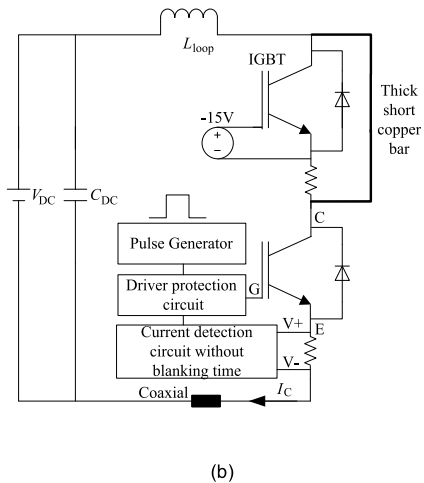 L_loop
IGBT
-15V
+
−
Thick
short
copper
bar
V_DC
C_DC
C
Pulse Generator
Driver protection
circuit
G
Current detection
circuit without
blanking time
V+
E
V-
Coaxial
I_C
(b)